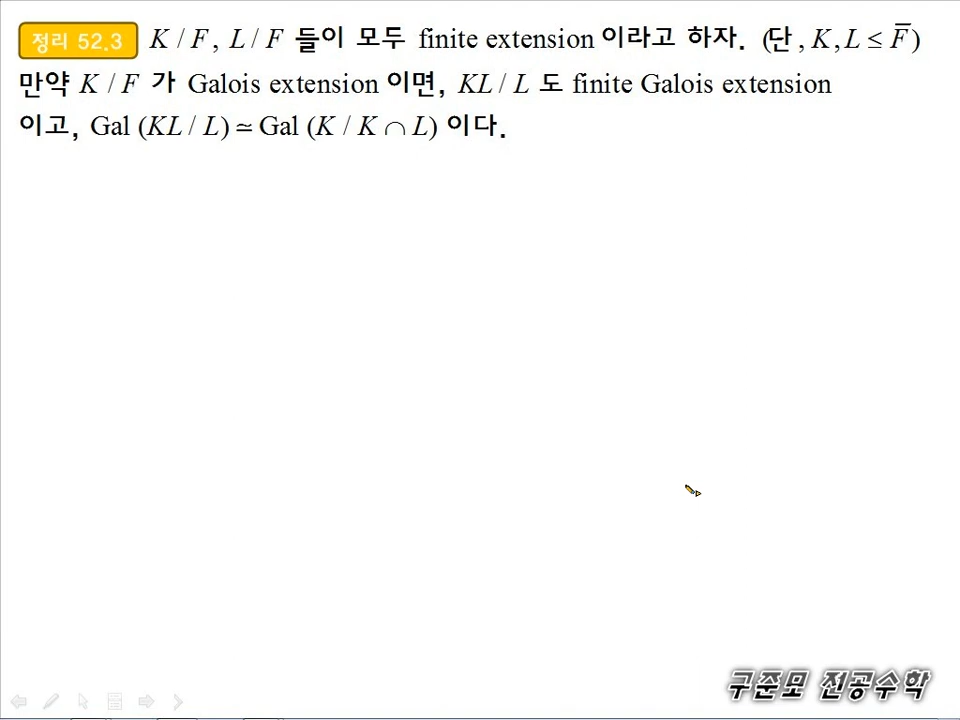 정리 52.3 K / F , L / F 들이 모두 finite extension 이라고 하자. (단 , K , L ≤ F̅ )
만약 K / F 가 Galois extension 이면, KL / L 도 finite Galois extension
이고, Gal (KL / L) ≃ Gal (K / K ∩ L) 이다.
구준모 전공수학